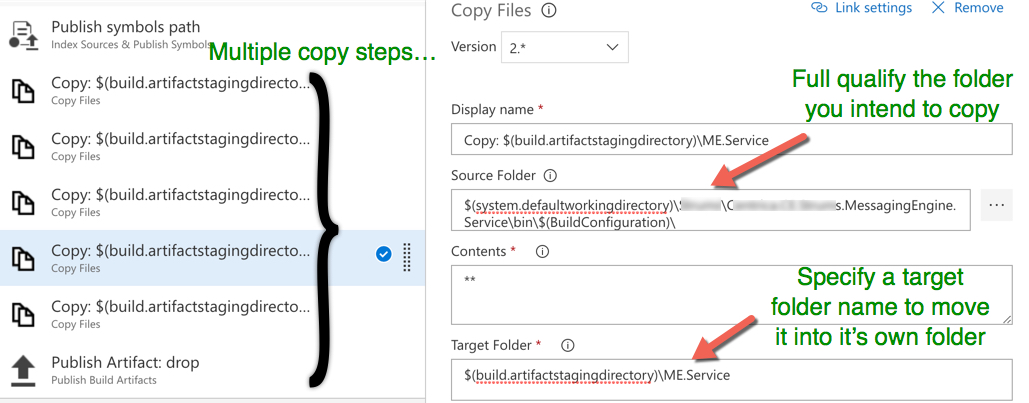 Publish symbols path
Index Sources & Publish Symbols
Multiple copy steps…
Copy: $(build.artifactstagingdirecto...
Copy Files
Copy: $(build.artifactstagingdirecto...
Copy Files
Copy: $(build.artifactstagingdirecto...
Copy Files
Copy: $(build.artifactstagingdirecto...
Copy Files
Copy: $(build.artifactstagingdirecto...
Copy Files
Publish Artifact: drop
Publish Build Artifacts
Copy Files
Link settings
Remove
Version
2.*
Full qualify the folder
you intend to copy
Display name *
Copy: $(build.artifactstagingdirectory)\ME.Service
Source Folder
$(system.defaultworkingdirectory)\ s.MessagingEngine.
Service\bin\$(BuildConfiguration)\
...
Contents *
**
Specify a target
folder name to move
it into it's own folder
Target Folder *
$(build.artifactstagingdirectory)\ME.Service